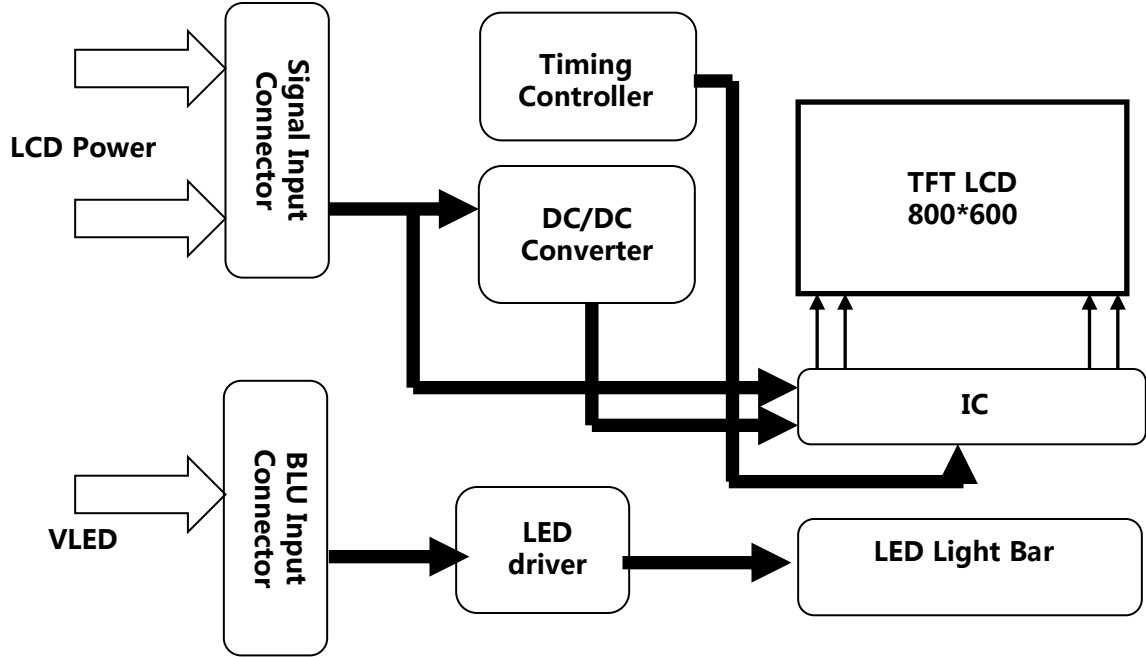 LCD Power
Signal Input
Connector
Timing
Controller
DC/DC
Converter
TFT LCD
800*600
IC
VLED
BLU Input
Connector
LED
driver
LED Light Bar